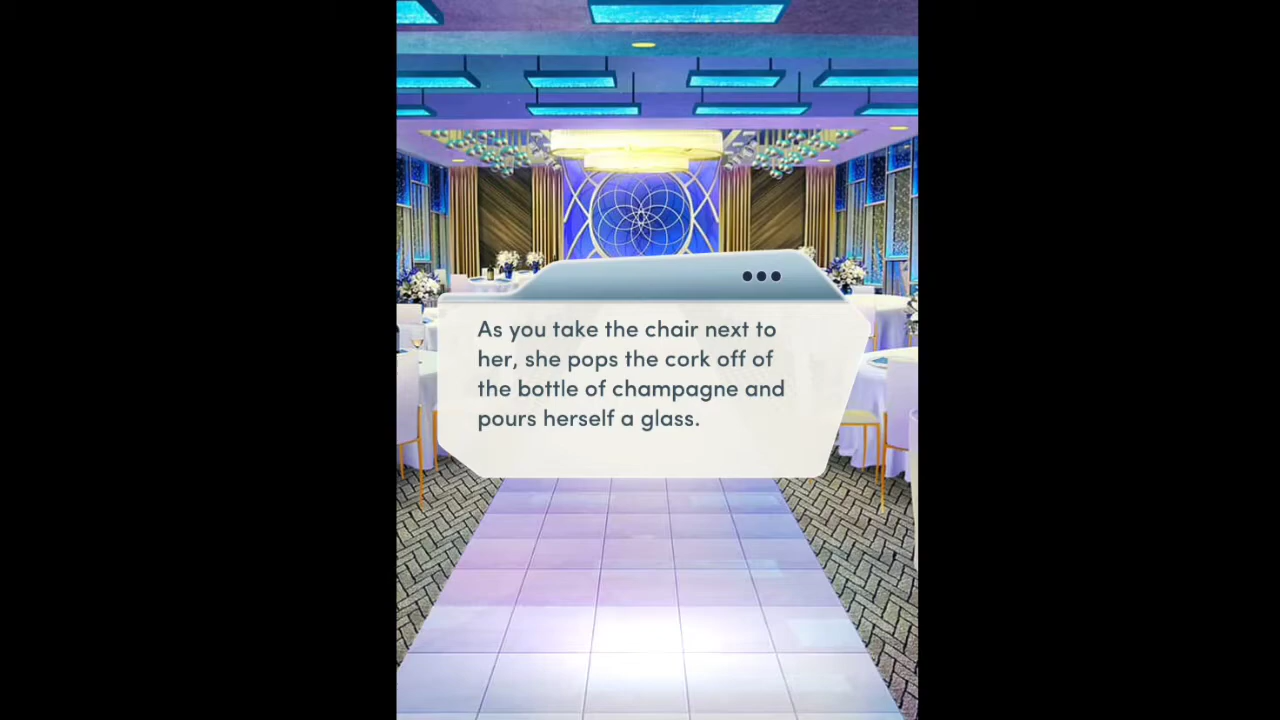 As you take the chair next to
her, she pops the cork off of
the bottle of champagne and
pours herself a glass.